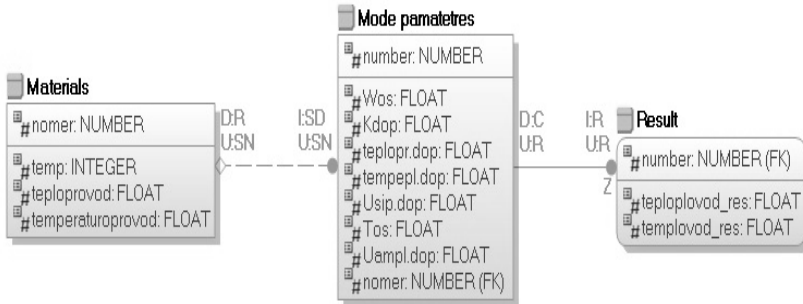 Materials
nomer: NUMBER
temp: INTEGER
teploprovod: FLOAT
temperaturoprovod: FLOAT
D:R
U:SN
I:SD
U:SN
Mode pamatetres
number: NUMBER
Wos: FLOAT
Kdop: FLOAT
teplopr.dop: FLOAT
tempepl.dop: FLOAT
Usip.dop: FLOAT
Tos: FLOAT
Uampl.dop: FLOAT
nomer: NUMBER (FK)
D:C
U:R
I:R
U:R
Z
Result
number: NUMBER (FK)
teploplovod_res: FLOAT
templovod_res: FLOAT